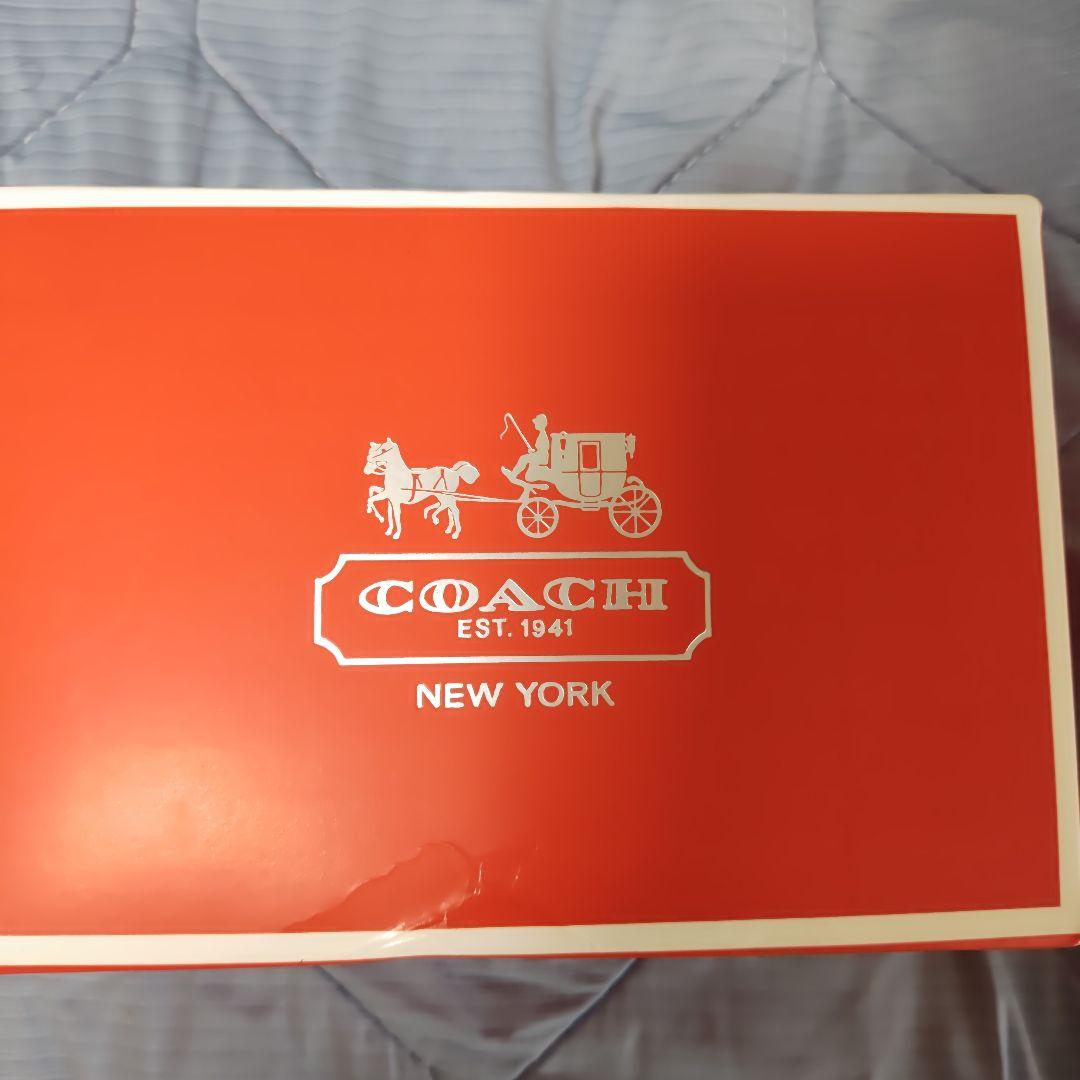 COACH
EST. 1941
NEW YORK